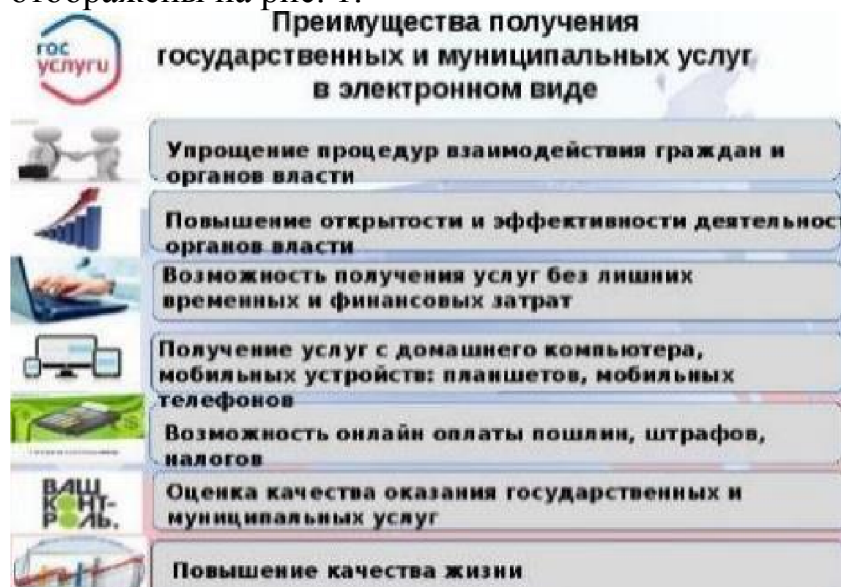 отображены на рис. 1.
гос
услуги
Преимущества получения
государственных и муниципальных услуг
в электронном виде
Упрощение процедур взаимодействия граждан и
органов власти
Повышение открытости и эффективности деятельност
органов власти
Возможность получения услуг без лишних
временных и финансовых затрат
Получение услуг с домашнего компьютера,
мобильных устройств: планшетов, мобильных
телефонов
Возможность онлайн оплаты пошлин, штрафов,
налогов
ВАШ
КОНТ-
РОЛЬ.
Оценка качества оказания государственных и
муниципальных услуг
Повышение качества жизни